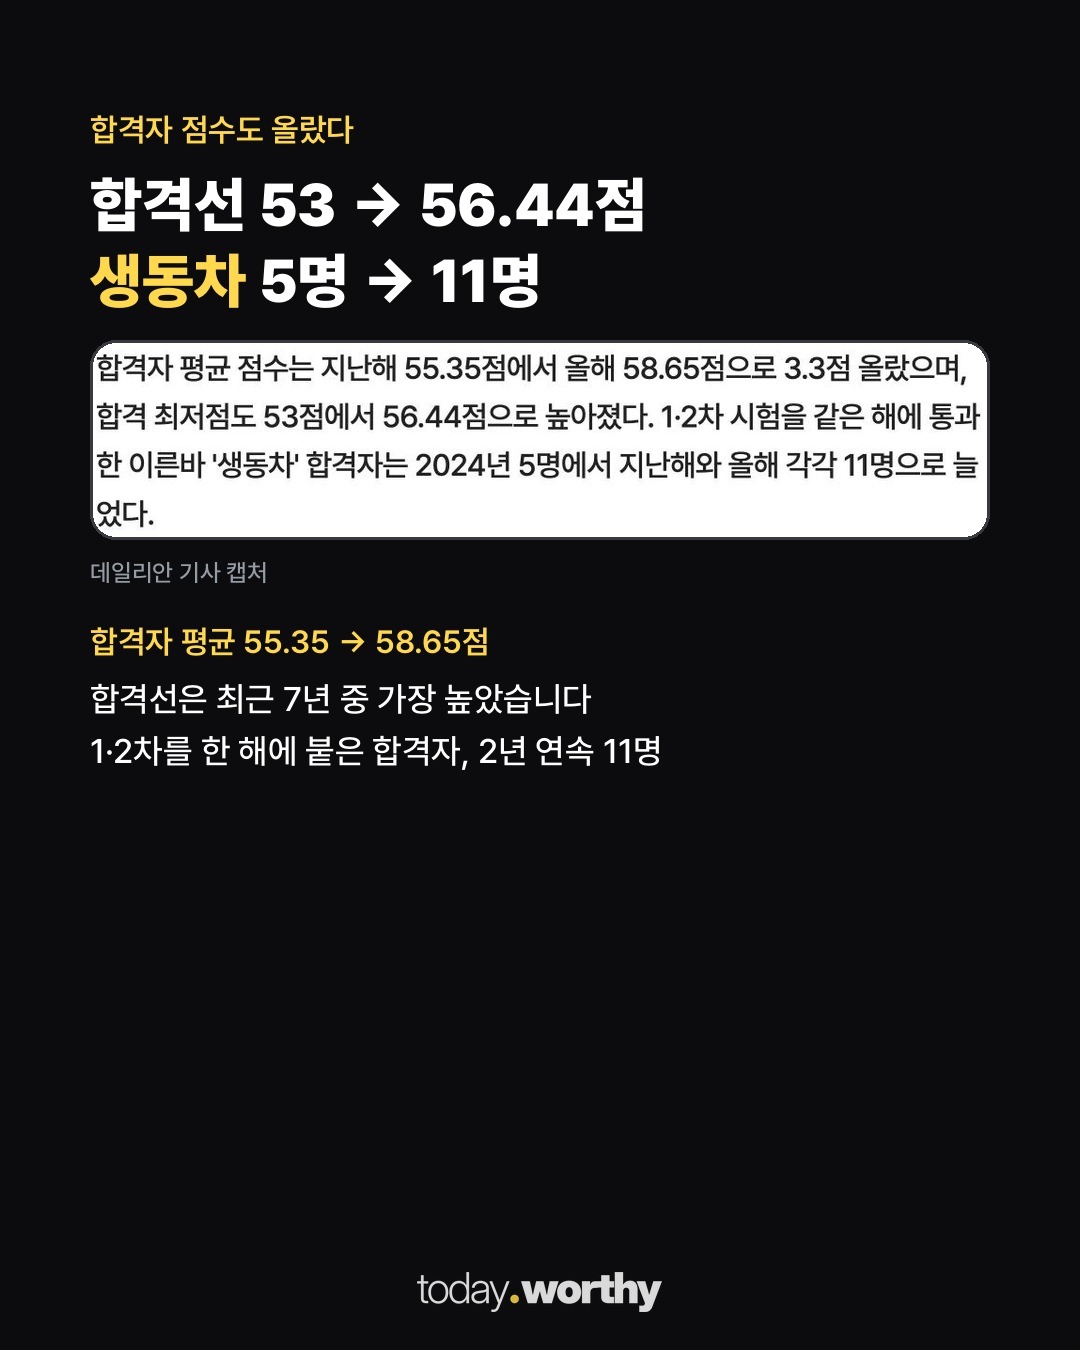 합격자 점수도 올랐다
합격선 53 → 56.44점
생동차 5명 → 11명
합격자 평균 점수는 지난해 55.35점에서 올해 58.65점으로 3.3점 올랐으며,
합격 최저점도 53점에서 56.44점으로 높아졌다. 1·2차 시험을 같은 해에 통과
한 이른바 '생동차' 합격자는 2024년 5명에서 지난해와 올해 각각 11명으로 늘
었다.
데일리안 기사 캡처
합격자 평균 55.35 → 58.65점
합격선은 최근 7년 중 가장 높았습니다
1·2차를 한 해에 붙은 합격자, 2년 연속 11명
today.worthy